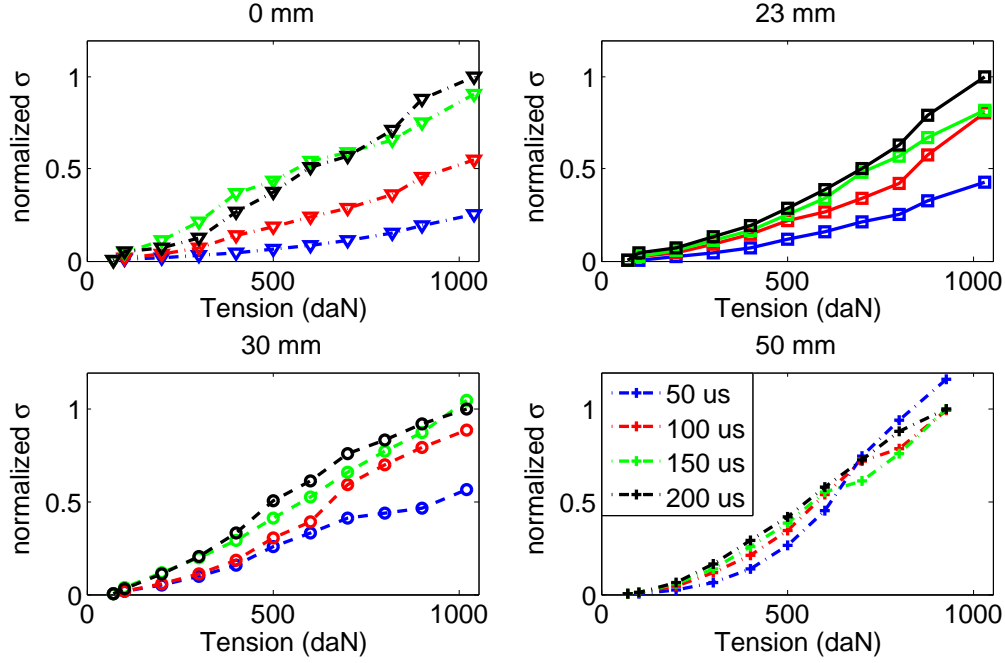 0 mm
normalized σ
1
0.5
0
0 500 1000
Tension (daN)
23 mm
normalized σ
1
0.5
0
0 500 1000
Tension (daN)
30 mm
normalized σ
1
0.5
0
0 500 1000
Tension (daN)
50 mm
normalized σ
1
0.5
0
0 500 1000
Tension (daN)
50 us
100 us
150 us
200 us